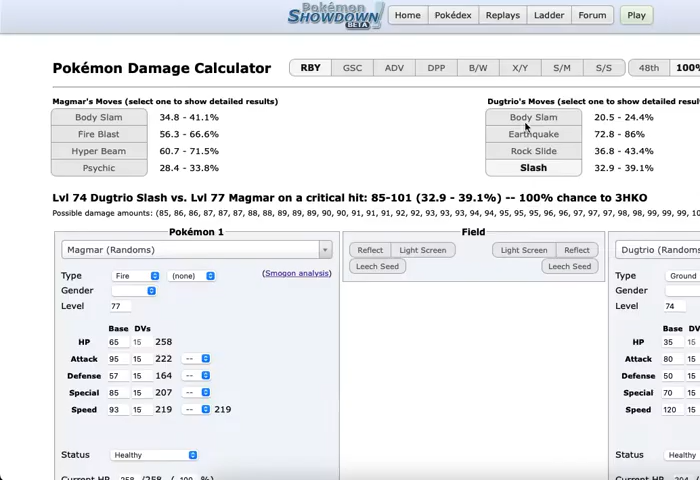 Pokémon
SHOWDOWN!
BETA
Home Pokédex Replays Ladder Forum Play
Pokémon Damage Calculator
RBY GSC ADV DPP B/W X/Y S/M S/S 48th 100%
Magmar's Moves (select one to show detailed results)
Body Slam 34.8 - 41.1%
Fire Blast 56.3 - 66.6%
Hyper Beam 60.7 - 71.5%
Psychic 28.4 - 33.8%
Dugtrio's Moves (select one to show detailed resul
Body Slam 20.5 - 24.4%
Earthquake 72.8 - 86%
Rock Slide 36.8 - 43.4%
Slash 32.9 - 39.1%
Lvl 74 Dugtrio Slash vs. Lvl 77 Magmar on a critical hit: 85-101 (32.9 - 39.1%) -- 100% chance to 3HKO
Possible damage amounts: (85, 86, 86, 87, 87, 87, 88, 88, 89, 89, 89, 90, 90, 91, 91, 91, 92, 92, 93, 93, 93, 94, 94, 95, 95, 95, 96, 96, 97, 97, 97, 98, 98, 99, 99, 99, 10
Pokémon 1
Magmar (Randoms)
Type Fire (none) (Smogon analysis)
Gender
Level 77
Base DVs
HP 65 15 258
Attack 95 15 222 --
Defense 57 15 164 --
Special 85 15 207 --
Speed 93 15 219 -- 219
Status Healthy
Current HP 258 /258 ( 100 %)
Field
Reflect Light Screen Light Screen Reflect
Leech Seed Leech Seed
Dugtrio (Randoms)
Type Ground
Gender
Level 74
Base DVs
HP 35 15
Attack 80 15
Defense 50 15
Special 70 15
Speed 120 15
Status Healthy